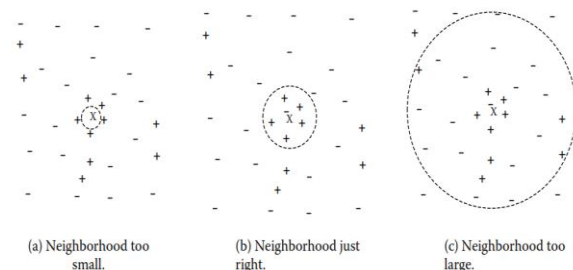 X
X
X
(a) Neighborhood too
small.
(b) Neighborhood just
right.
(c) Neighborhood too
large.